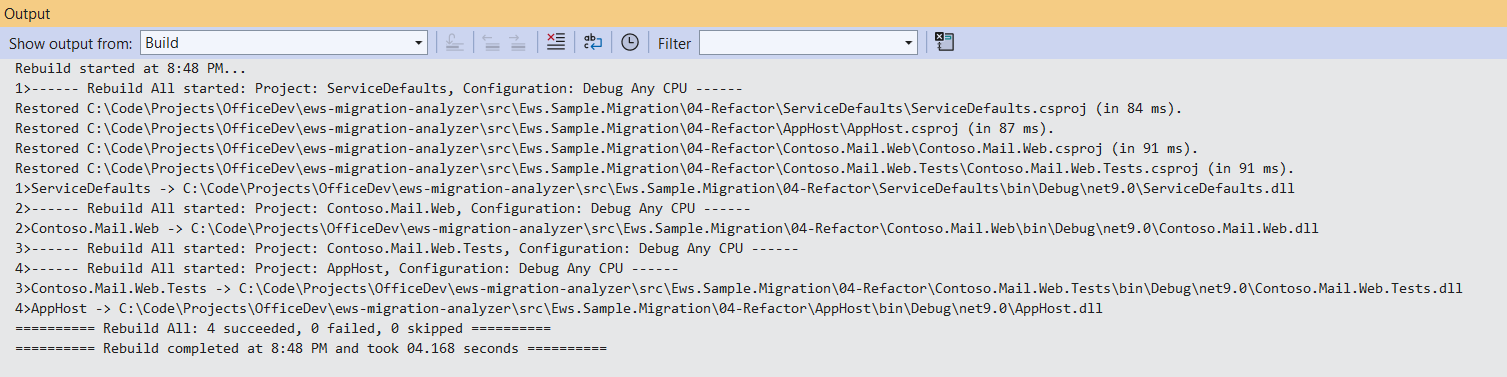 Output
Show output from: Build
Filter
Rebuild started at 8:48 PM...
1>------ Rebuild All started: Project: ServiceDefaults, Configuration: Debug Any CPU ------
Restored C:\Code\Projects\OfficeDev\ews-migration-analyzer\src\Ews.Sample.Migration\04-Refactor\ServiceDefaults\ServiceDefaults.csproj (in 84 ms).
Restored C:\Code\Projects\OfficeDev\ews-migration-analyzer\src\Ews.Sample.Migration\04-Refactor\AppHost\AppHost.csproj (in 87 ms).
Restored C:\Code\Projects\OfficeDev\ews-migration-analyzer\src\Ews.Sample.Migration\04-Refactor\Contoso.Mail.Web\Contoso.Mail.Web.csproj (in 91 ms).
Restored C:\Code\Projects\OfficeDev\ews-migration-analyzer\src\Ews.Sample.Migration\04-Refactor\Contoso.Mail.Web.Tests\Contoso.Mail.Web.Tests.csproj (in 91 ms).
1>ServiceDefaults -> C:\Code\Projects\OfficeDev\ews-migration-analyzer\src\Ews.Sample.Migration\04-Refactor\ServiceDefaults\bin\Debug\net9.0\ServiceDefaults.dll
2>------ Rebuild All started: Project: Contoso.Mail.Web, Configuration: Debug Any CPU ------
2>Contoso.Mail.Web -> C:\Code\Projects\OfficeDev\ews-migration-analyzer\src\Ews.Sample.Migration\04-Refactor\Contoso.Mail.Web\bin\Debug\net9.0\Contoso.Mail.Web.dll
3>------ Rebuild All started: Project: Contoso.Mail.Web.Tests, Configuration: Debug Any CPU ------
4>------ Rebuild All started: Project: AppHost, Configuration: Debug Any CPU ------
3>Contoso.Mail.Web.Tests -> C:\Code\Projects\OfficeDev\ews-migration-analyzer\src\Ews.Sample.Migration\04-Refactor\Contoso.Mail.Web.Tests\bin\Debug\net9.0\Contoso.Mail.Web.Tests.dll
4>AppHost -> C:\Code\Projects\OfficeDev\ews-migration-analyzer\src\Ews.Sample.Migration\04-Refactor\AppHost\bin\Debug\net9.0\AppHost.dll
========== Rebuild All: 4 succeeded, 0 failed, 0 skipped ==========
========== Rebuild completed at 8:48 PM and took 04.168 seconds ==========